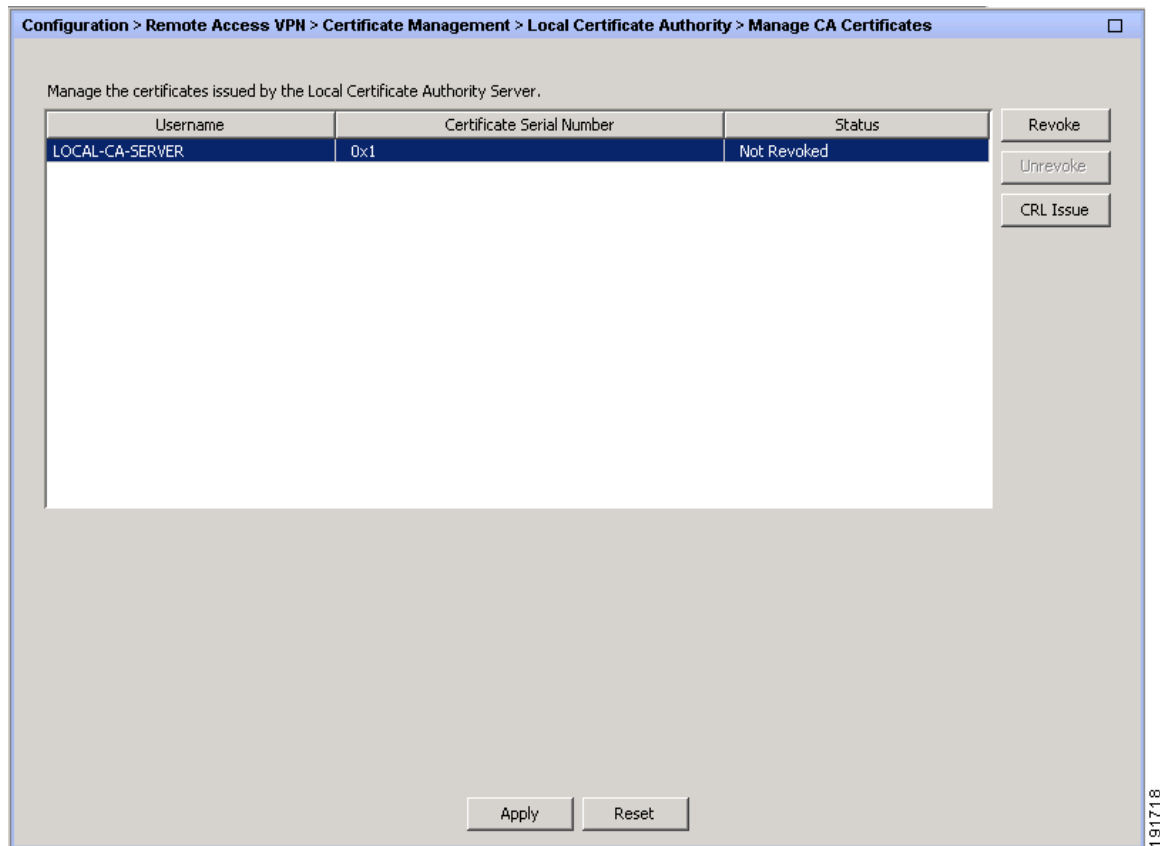 Configuration > Remote Access VPN > Certificate Management > Local Certificate Authority > Manage CA Certificates
Manage the certificates issued by the Local Certificate Authority Server.
Username Certificate Serial Number Status
LOCAL-CA-SERVER 0x1 Not Revoked
Revoke
Unrevoke
CRL Issue
Apply Reset
191718